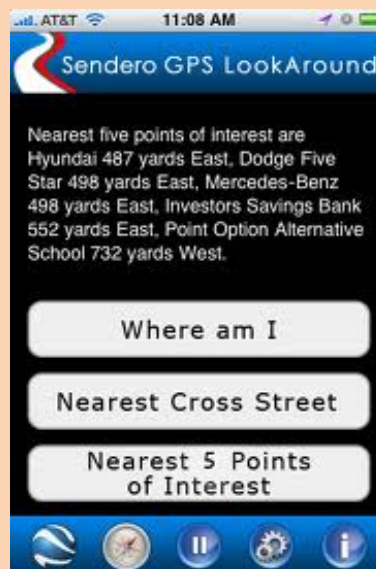 AT&T 11:08 AM
Sendero GPS LookAround
Nearest five points of interest are
Hyundai 487 yards East, Dodge Five
Star 498 yards East, Mercedes-Benz
498 yards East, Investors Savings Bank
552 yards East, Point Option Alternative
School 732 yards West.
Where am I
Nearest Cross Street
Nearest 5 Points
of Interest